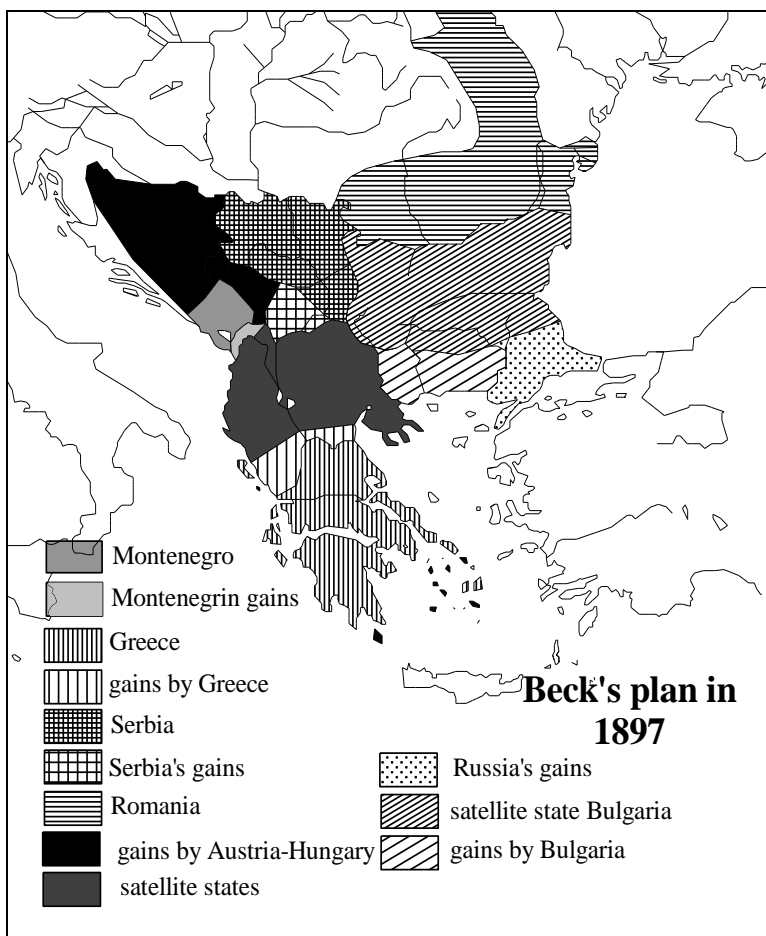 Beck's plan in
1897
Montenegro
Montenegrin gains
Greece
gains by Greece
Serbia
Serbia's gains
Romania
gains by Austria-Hungary
satellite states
Russia's gains
satellite state Bulgaria
gains by Bulgaria